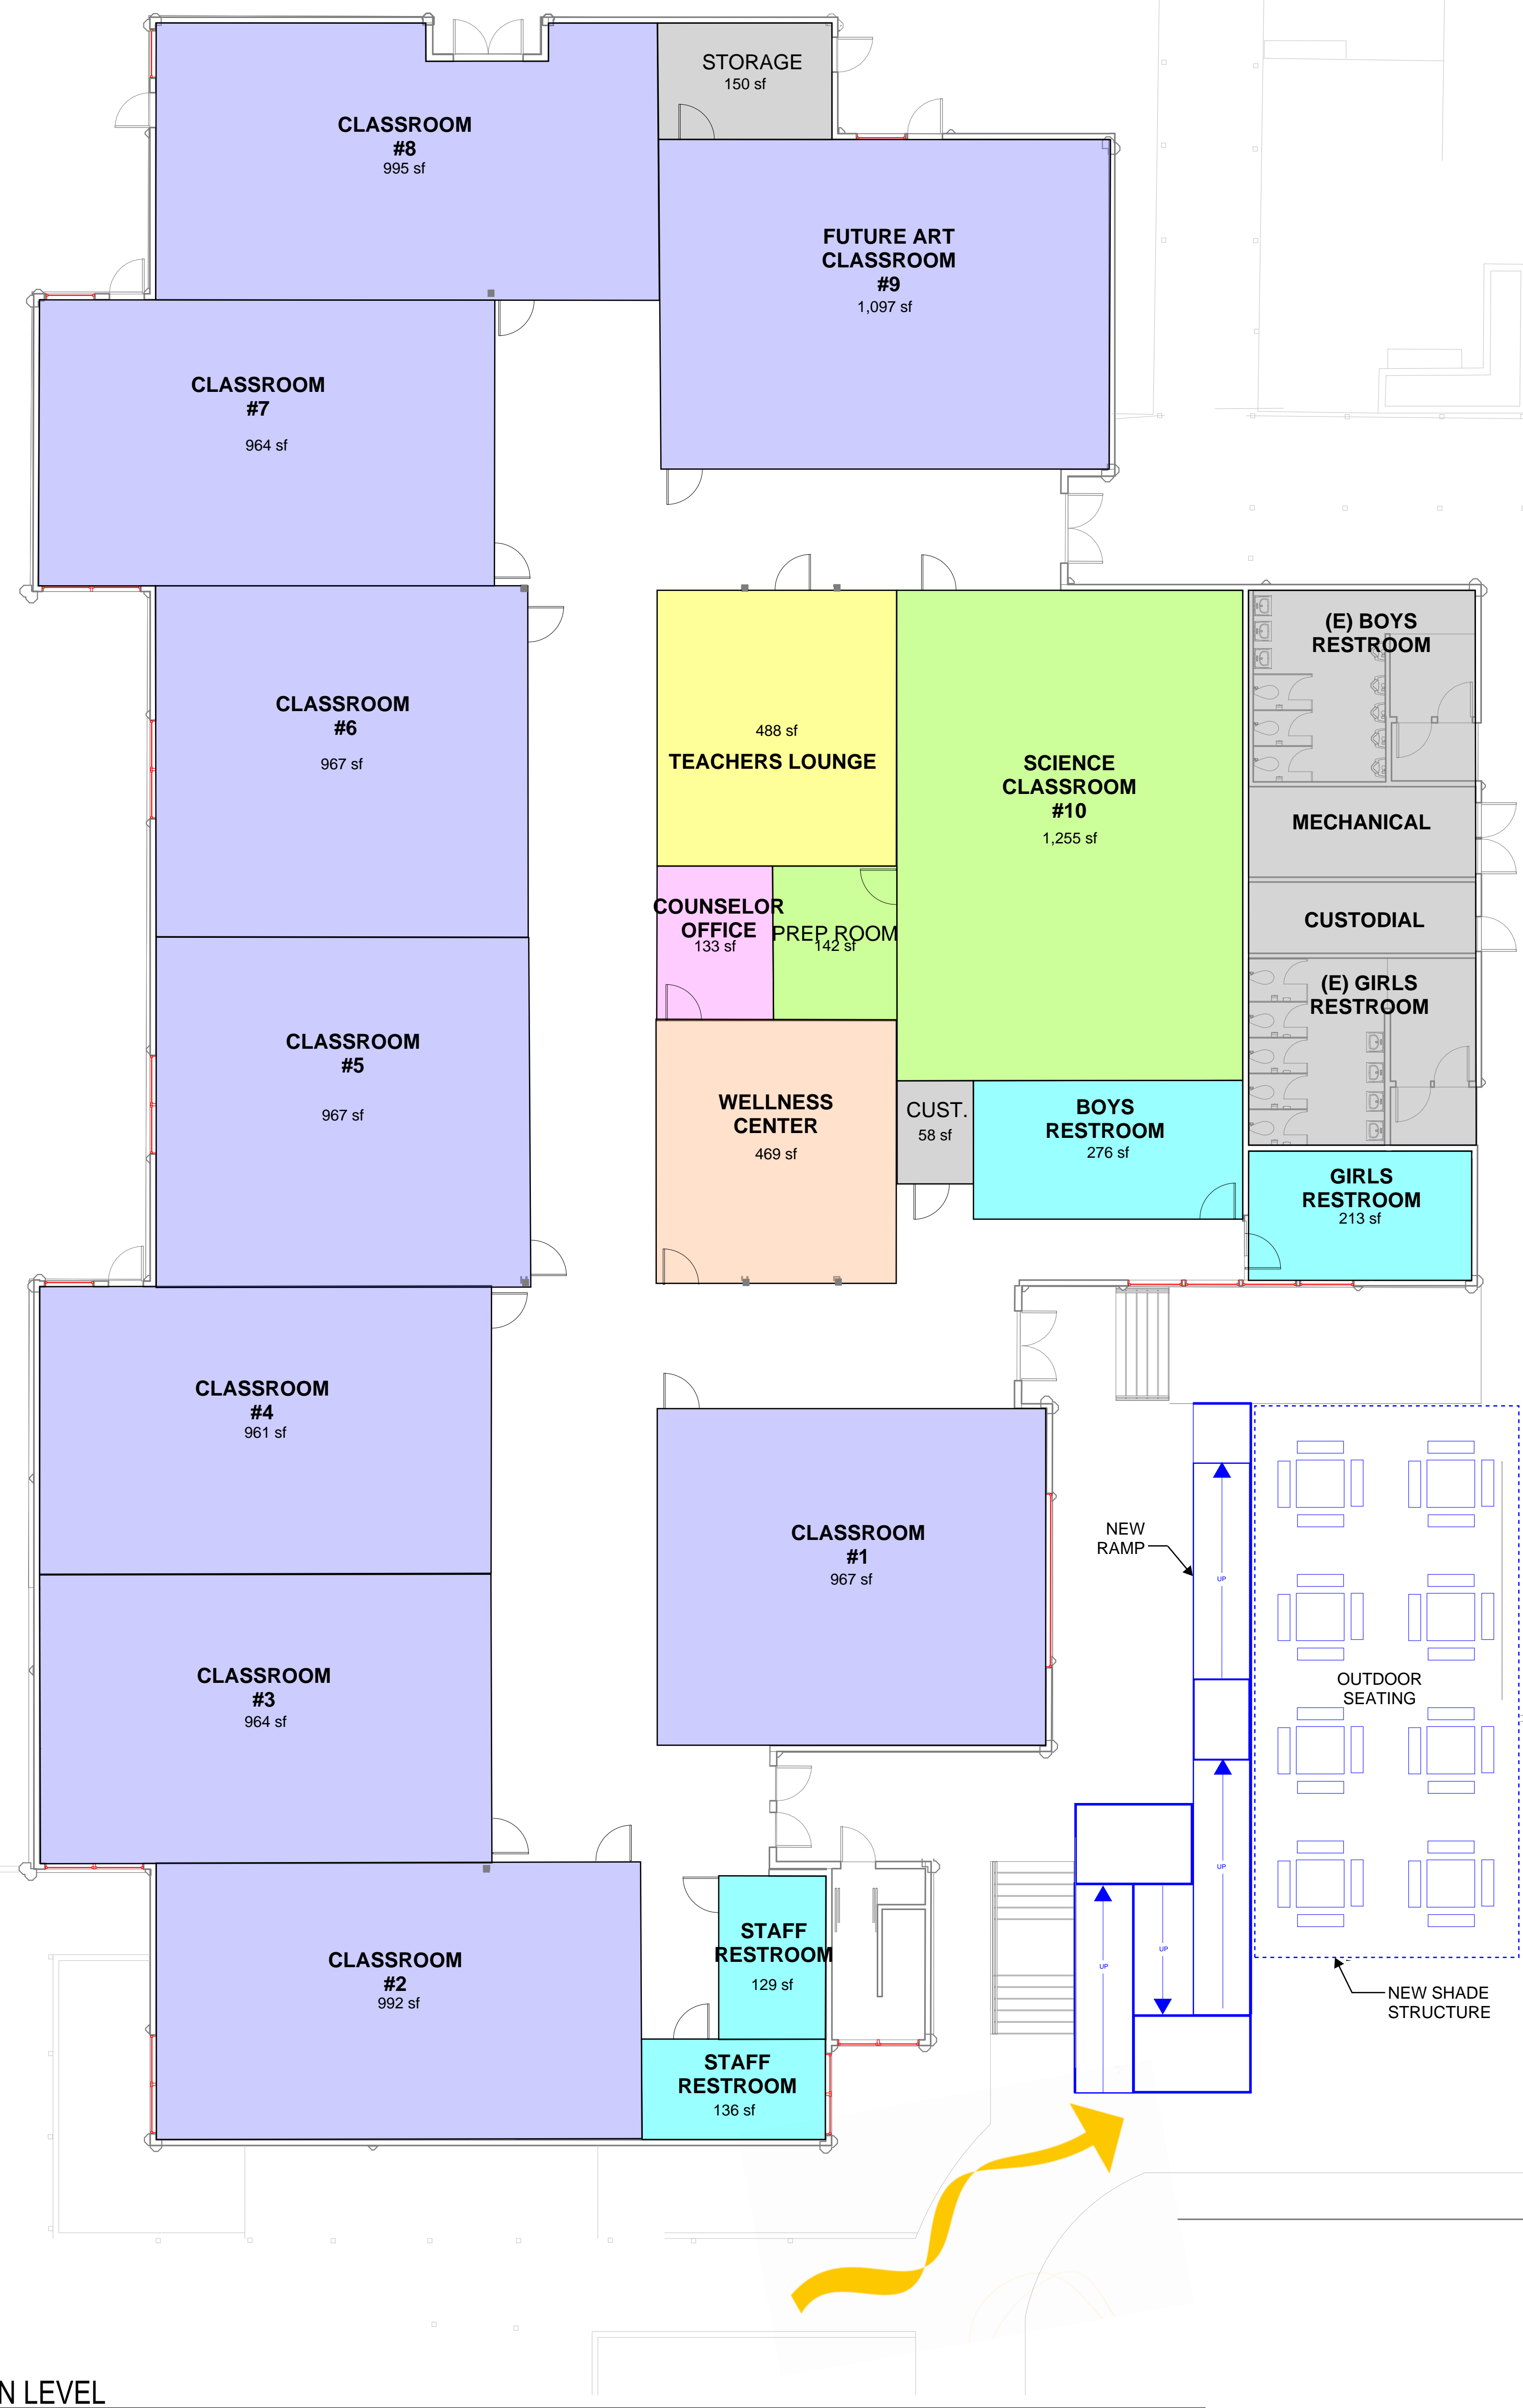 STORAGE
150 sf
CLASSROOM
#8
995 sf
FUTURE ART
CLASSROOM
#9
1,097 sf
CLASSROOM
#7
964 sf
(E) BOYS
RESTROOM
CLASSROOM
#6
967 sf
488 sf
TEACHERS LOUNGE
SCIENCE
CLASSROOM
#10
1,255 sf
MECHANICAL
COUNSELOR
OFFICE
133 sf
PREP ROOM
142 sf
CUSTODIAL
(E) GIRLS
RESTROOM
CLASSROOM
#5
967 sf
WELLNESS
CENTER
469 sf
CUST.
58 sf
BOYS
RESTROOM
276 sf
GIRLS
RESTROOM
213 sf
CLASSROOM
#4
961 sf
CLASSROOM
#1
967 sf
NEW
RAMP
UP
OUTDOOR
SEATING
CLASSROOM
#3
964 sf
UP
STAFF
RESTROOM
129 sf
CLASSROOM
#2
992 sf
UP
UP
NEW SHADE
STRUCTURE
STAFF
RESTROOM
136 sf
N LEVEL